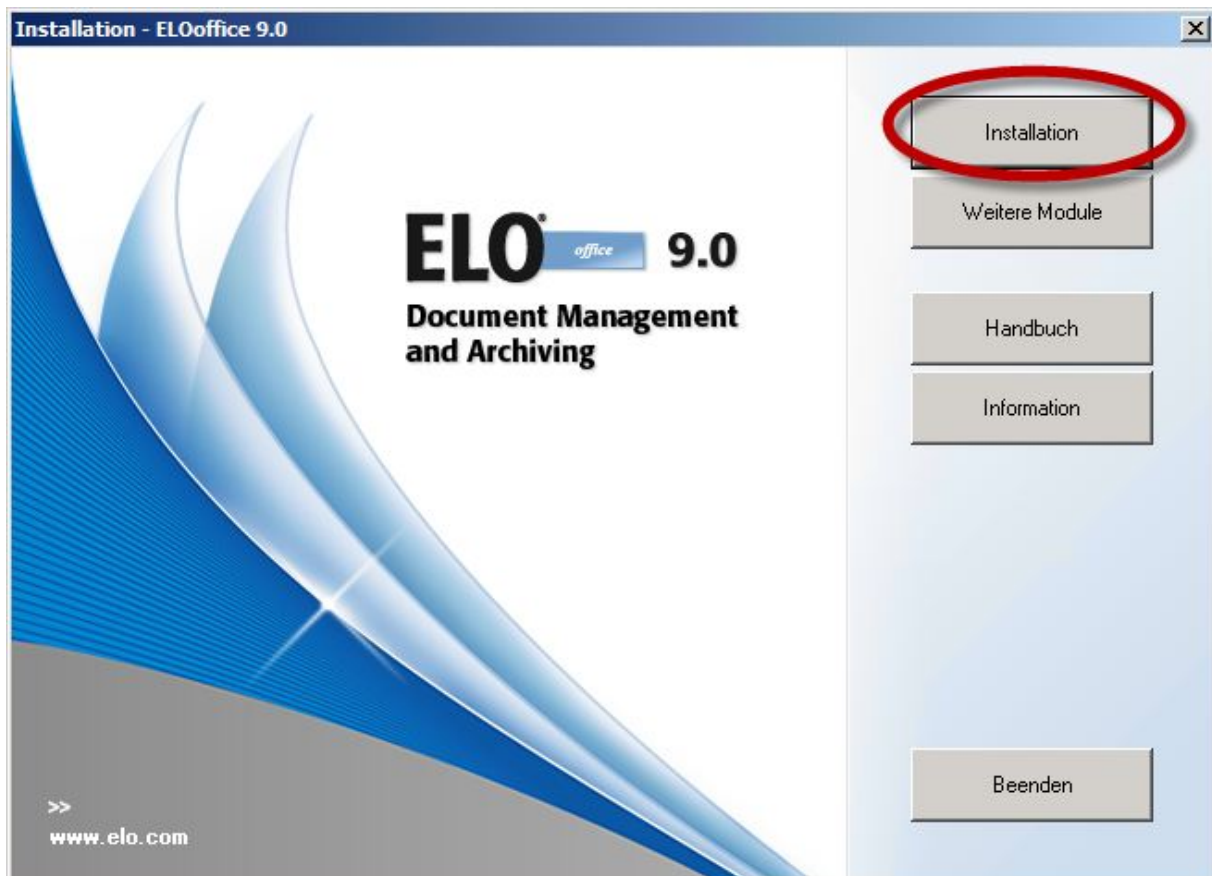 Installation - ELOoffice 9.0
Installation
Weitere Module
ELO office 9.0
Document Management
and Archiving
Handbuch
Information
Beenden
>>
www.elo.com